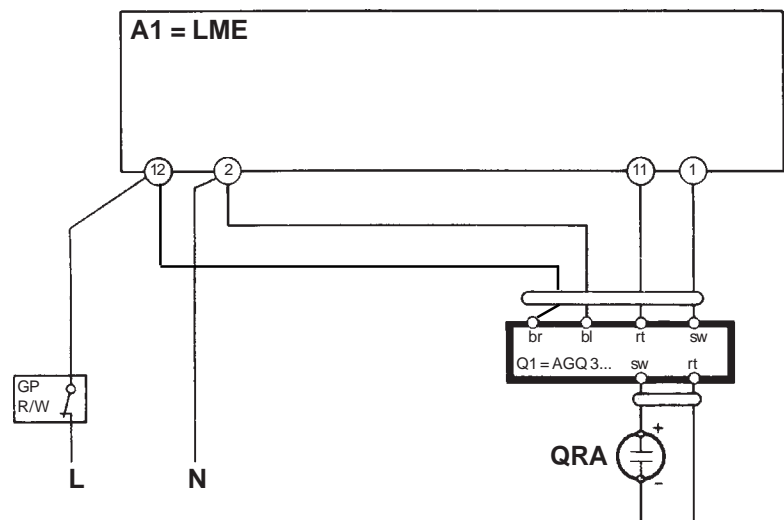 A1 = LME
12 2 11 1
br bl rt sw
Q1 = AGQ 3... sw rt
GP
R/W
QRA
+
-
L N